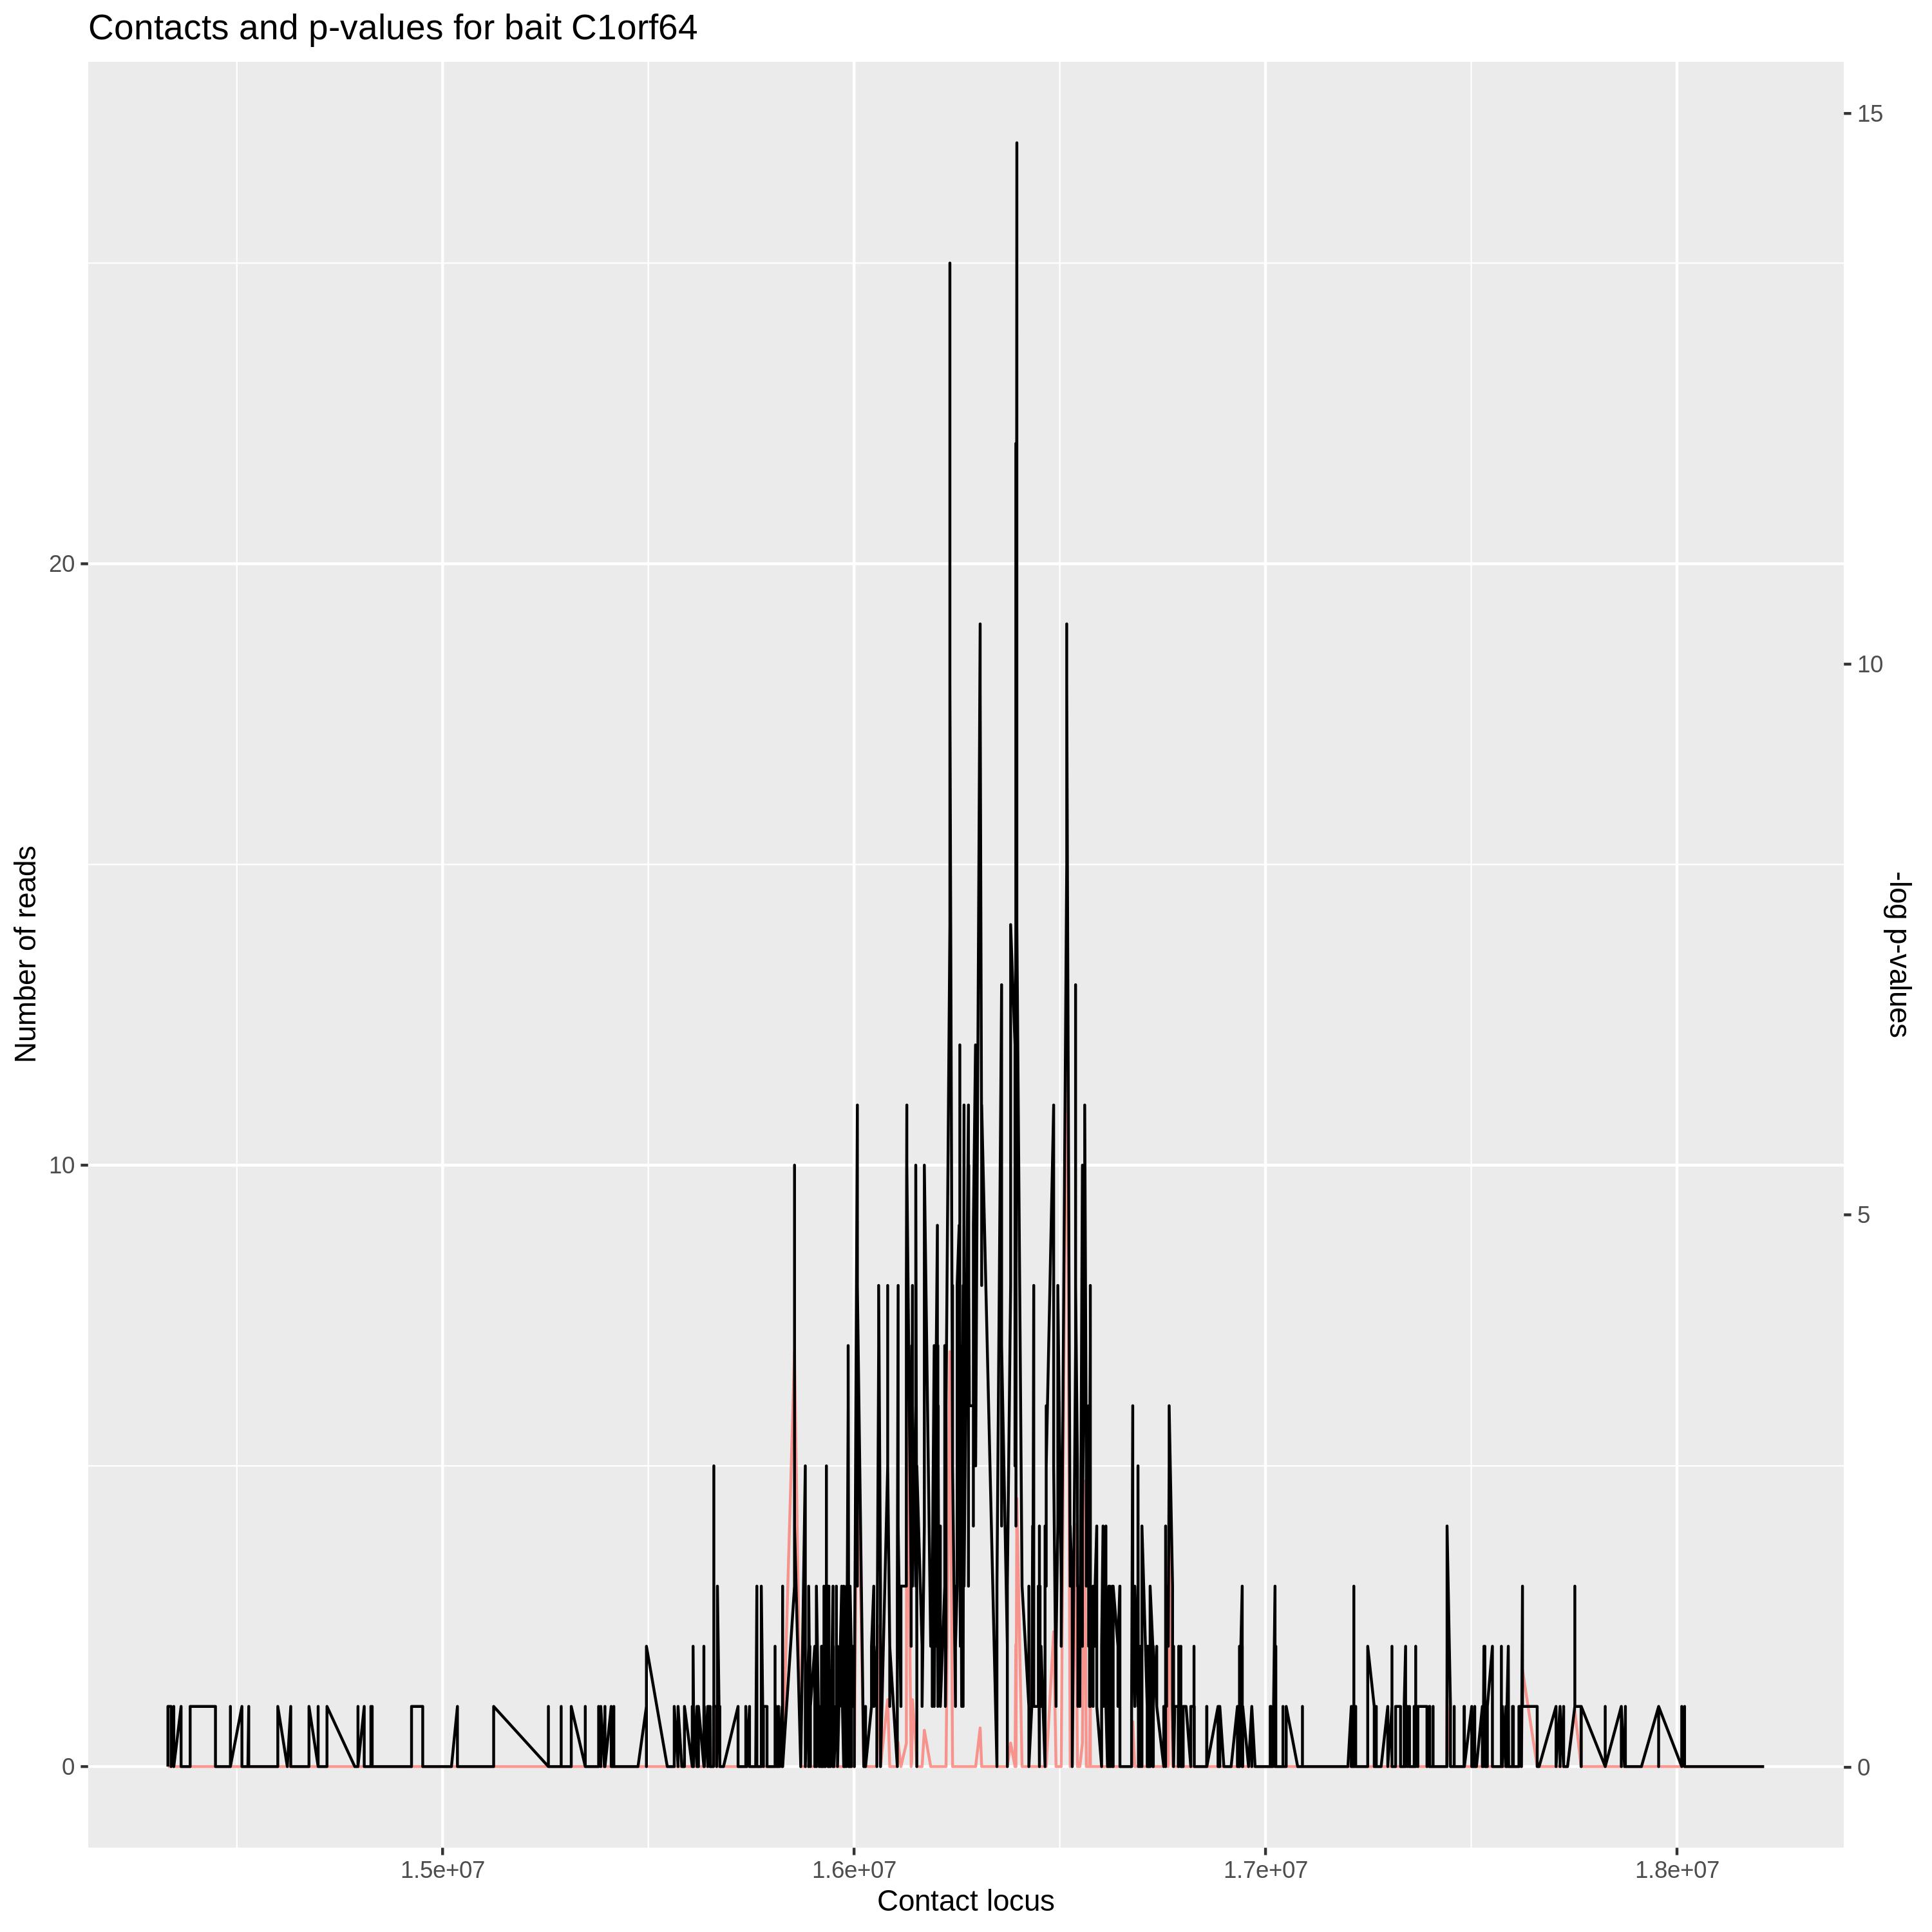 Contacts and p-values for bait C1orf64
Number of reads
20
10
0
15
10
5
0
-log p-values
1.5e+07 1.6e+07 1.7e+07 1.8e+07
Contact locus